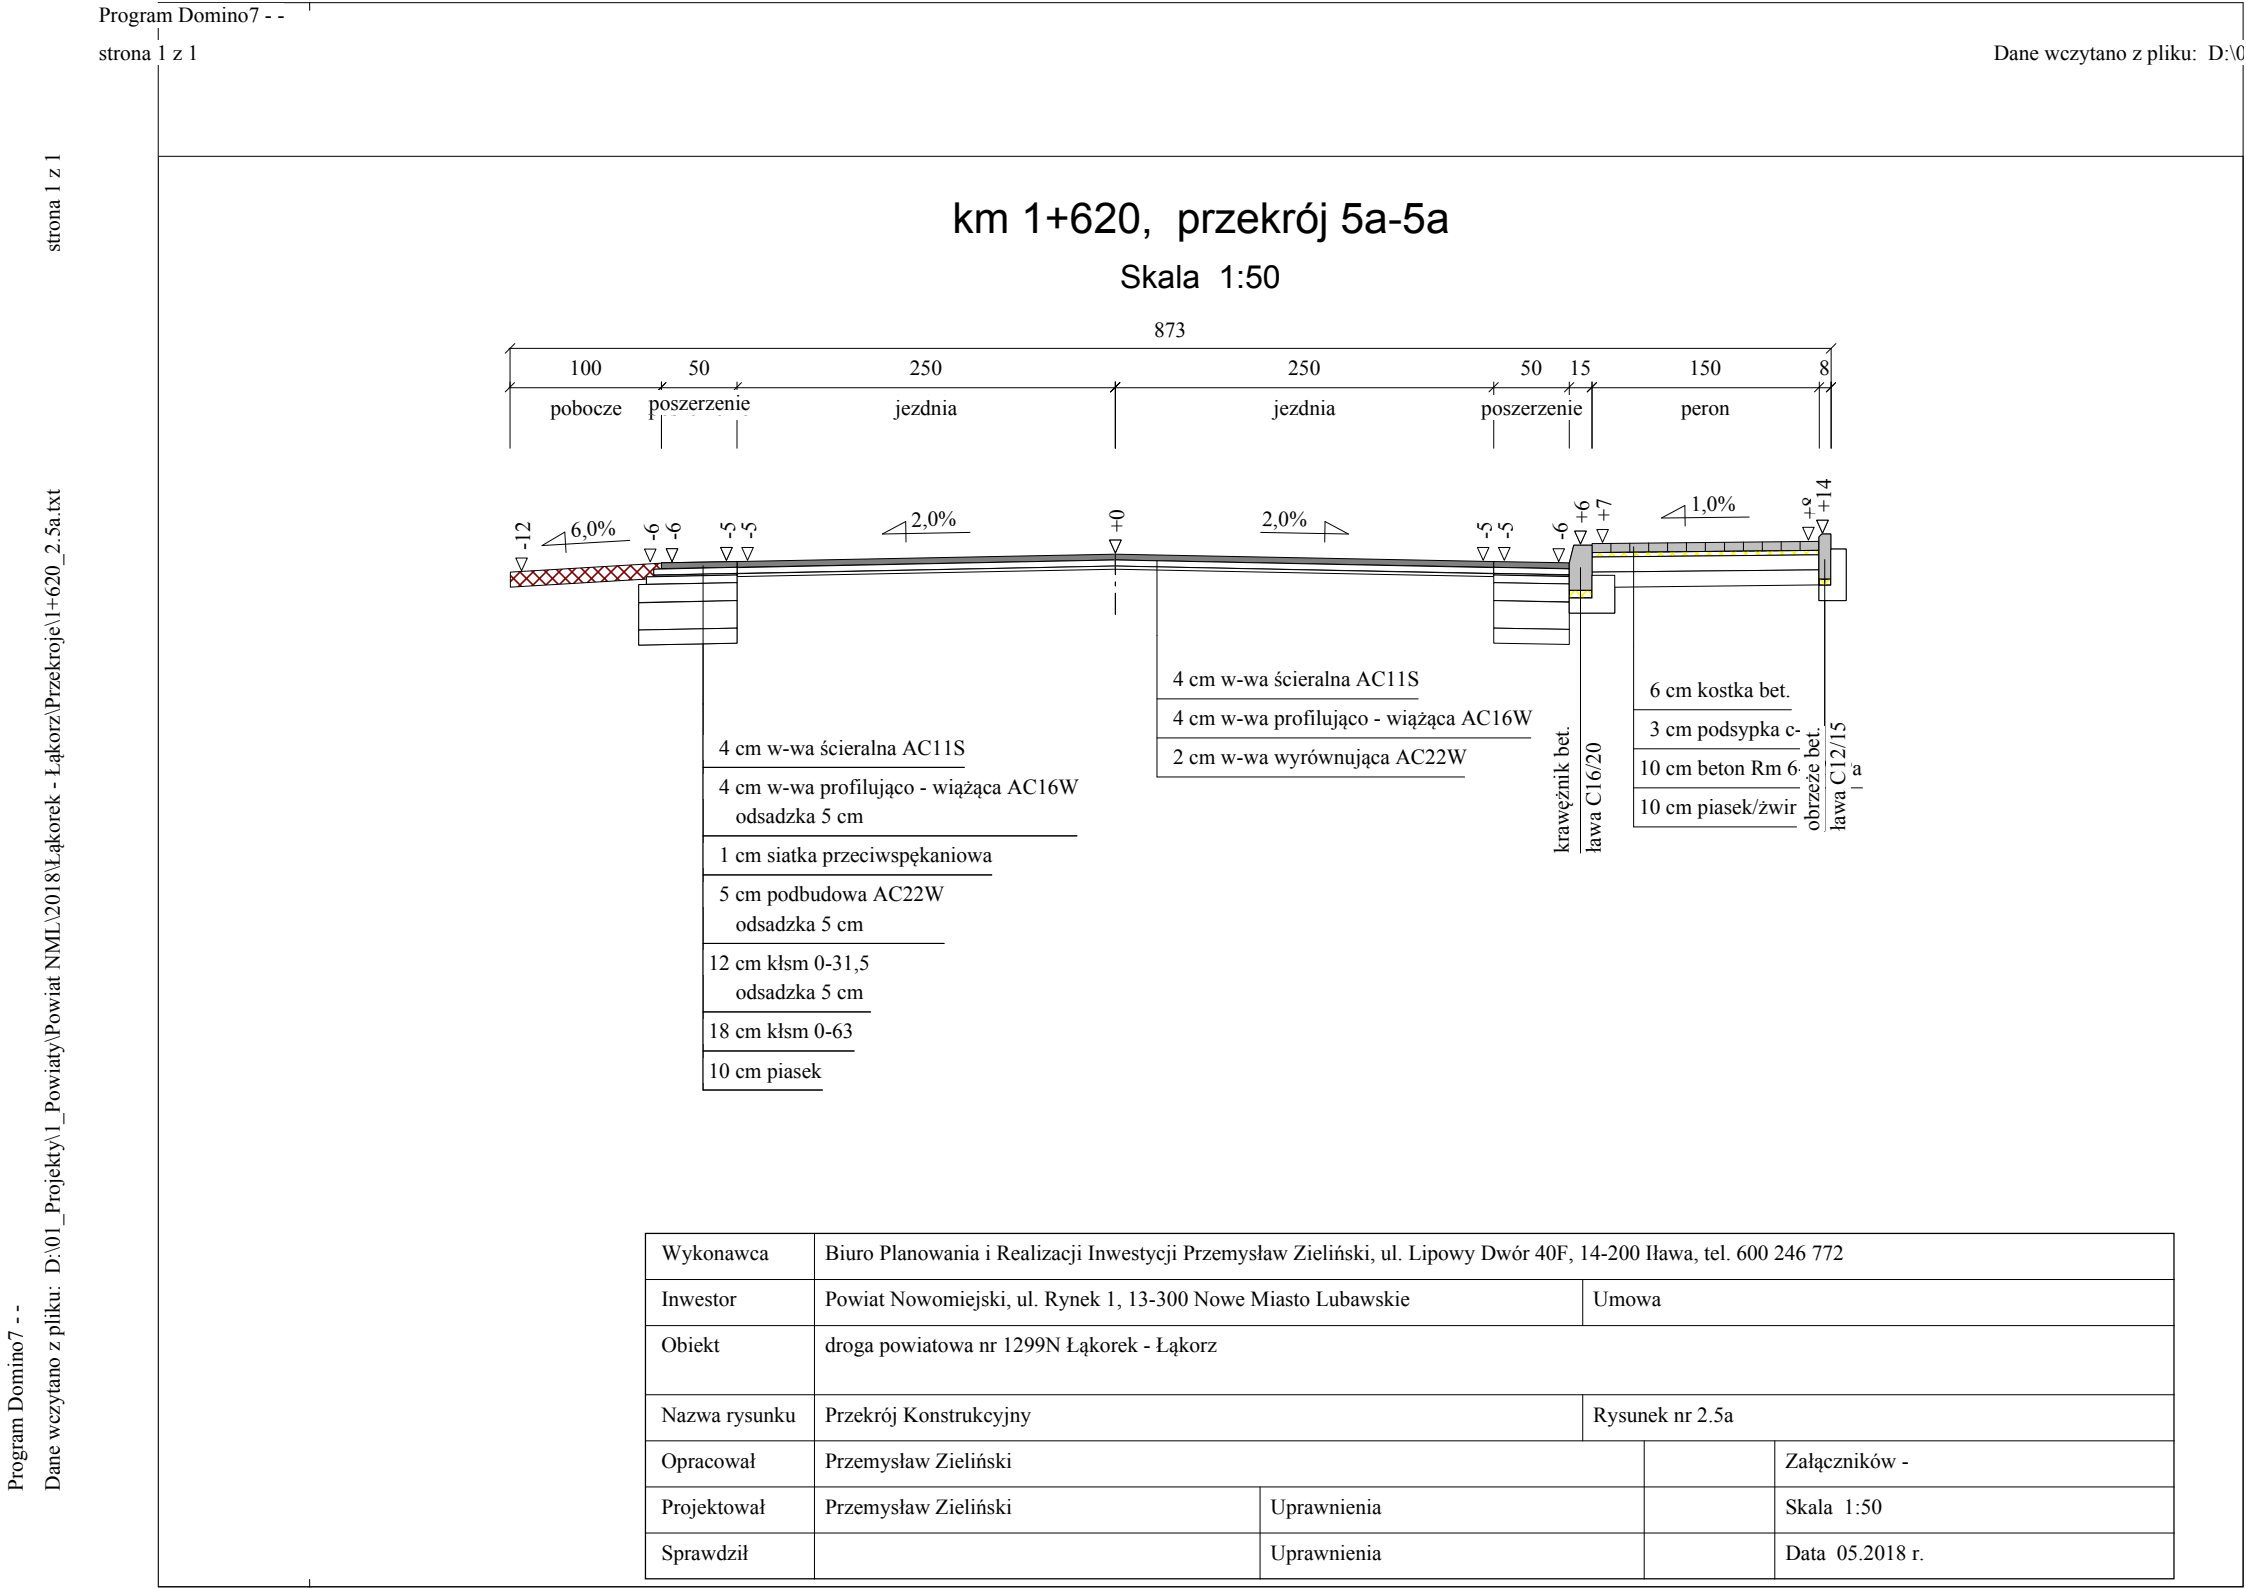 Program Domino7 - -
strona 1 z 1
Dane wczytano z pliku:  D:\0
strona 1 z 1
Program Domino7 - -
Dane wczytano z pliku:  D:\01_Projekty\1_Powiaty\Powiat NML\2018\Łąkorek - Łąkorz\Przekroje\1+620_2.5a.txt
km 1+620,  przekrój 5a-5a
Skala  1:50
873
100 50 250 250 50 15 150 8
pobocze poszerzenie jezdnia jezdnia poszerzenie peron
-12 6,0% -6 -6 -5 -5 2,0% +0 2,0% -5 -5 -6 +6 +7 1,0% +14
4 cm w-wa ścieralna AC11S
4 cm w-wa profilująco - wiążąca AC16W
odsadzka 5 cm
1 cm siatka przeciwspękaniowa
5 cm podbudowa AC22W
odsadzka 5 cm
12 cm kłsm 0-31,5
odsadzka 5 cm
18 cm kłsm 0-63
10 cm piasek
4 cm w-wa ścieralna AC11S
4 cm w-wa profilująco - wiążąca AC16W
2 cm w-wa wyrównująca AC22W
krawężnik bet.
ława C16/20
6 cm kostka bet.
3 cm podsypka c-
10 cm beton Rm 6-
10 cm piasek/żwir
obrzeże bet.
ława C12/15
Wykonawca Biuro Planowania i Realizacji Inwestycji Przemysław Zieliński, ul. Lipowy Dwór 40F, 14-200 Iława, tel. 600 246 772
Inwestor Powiat Nowomiejski, ul. Rynek 1, 13-300 Nowe Miasto Lubawskie Umowa
Obiekt droga powiatowa nr 1299N Łąkorek - Łąkorz
Nazwa rysunku Przekrój Konstrukcyjny Rysunek nr 2.5a
Opracował Przemysław Zieliński Załączników -
Projektował Przemysław Zieliński Uprawnienia Skala  1:50
Sprawdził Uprawnienia Data  05.2018 r.